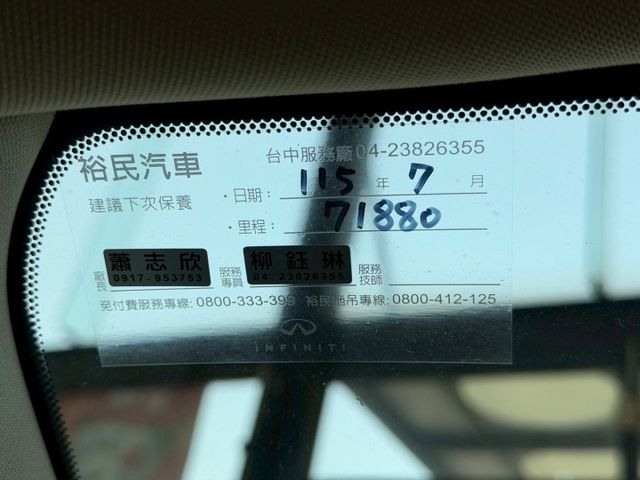 裕民汽車 台中服務廠 04-23826355
建議下次保養 ・日期: 115 年 7 月
・里程: 71880
廠長 蕭志欣 0917-953753 服務專員 柳鈺琳 04 23826355 服務技師
免付費服務專線: 0800-333-399 裕民拖吊專線: 0800-412-125
INFINITI